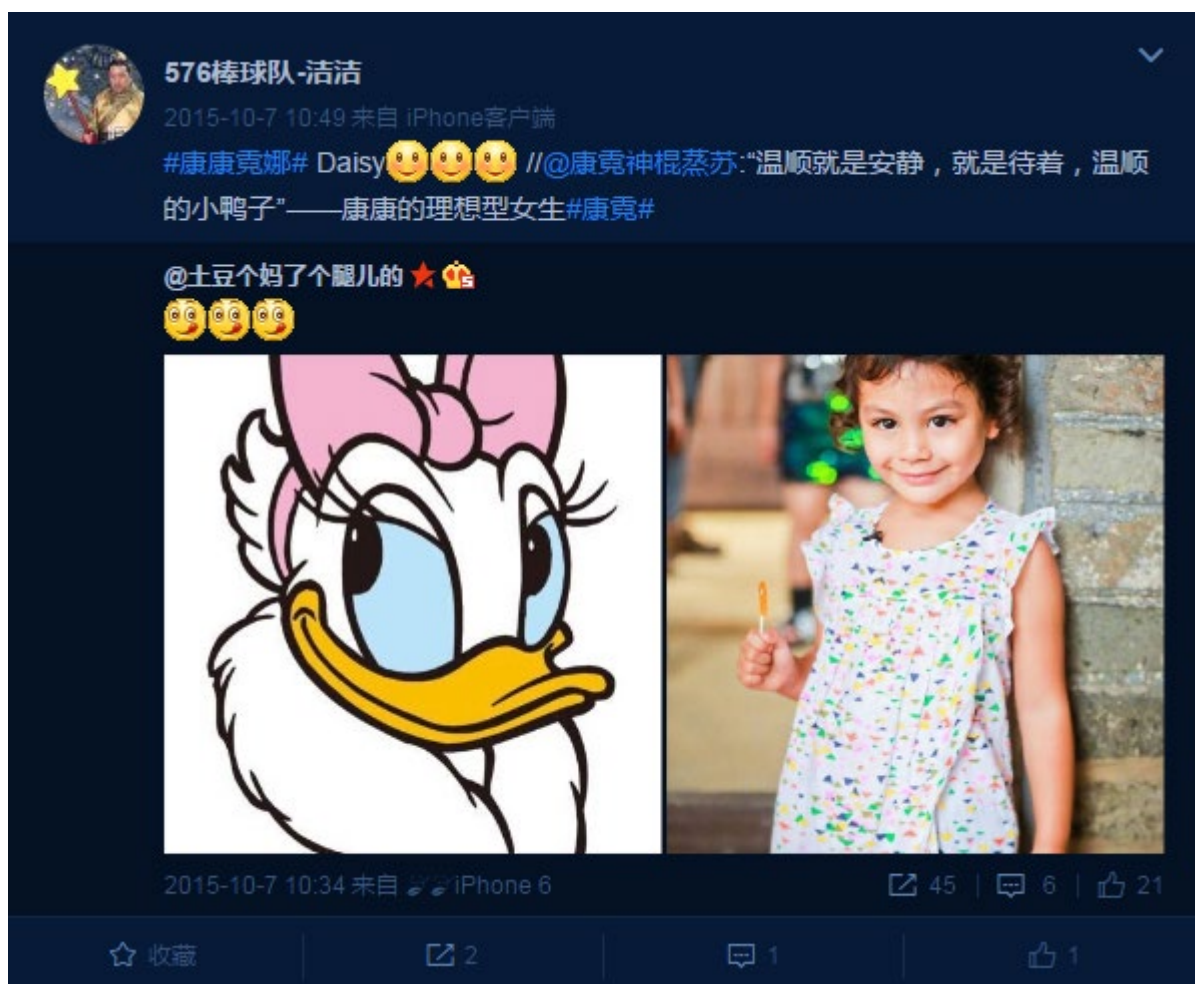 576棒球队-洁洁
2015-10-7 10:49 来自 iPhone客户端
#康康霓娜# Daisy //@康霓神棍蒸苏:“温顺就是安静，就是待着，温顺
的小鸭子”——康康的理想型女生#康霓#
@土豆个妈了个腿儿的
2015-10-7 10:34 来自 iPhone 6 45 6 21
收藏 2 1 1